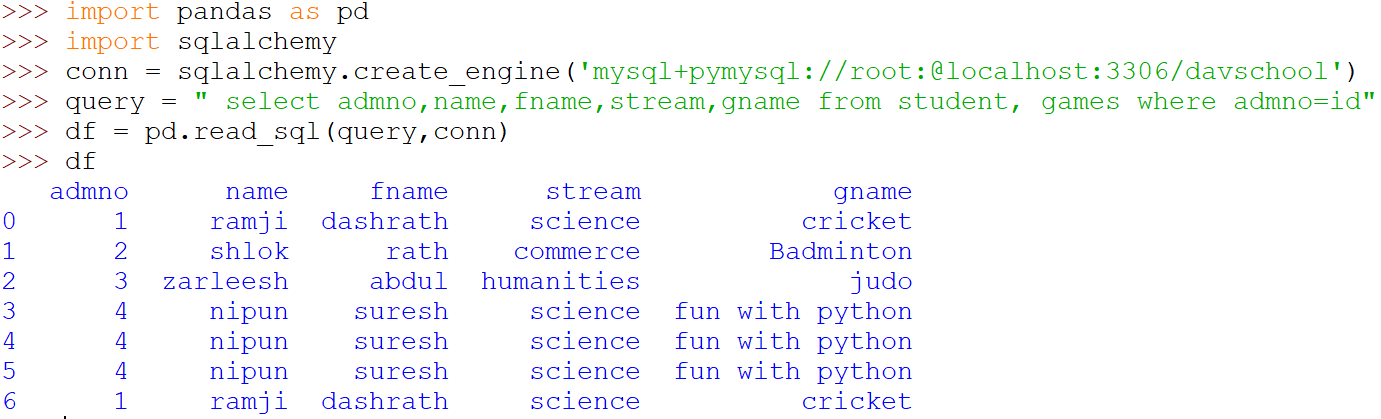 >>> import pandas as pd
>>> import sqlalchemy
>>> conn = sqlalchemy.create_engine('mysql+pymysql://root:@localhost:3306/davschool')
>>> query = " select admno,name,fname,stream,gname from student, games where admno=id"
>>> df = pd.read_sql(query,conn)
>>> df
   admno      name     fname      stream            gname
0      1     ramji  dashrath     science          cricket
1      2     shlok      rath    commerce        Badminton
2      3  zarleesh     abdul  humanities             judo
3      4     nipun    suresh     science  fun with python
4      4     nipun    suresh     science  fun with python
5      4     nipun    suresh     science  fun with python
6      1     ramji  dashrath     science          cricket